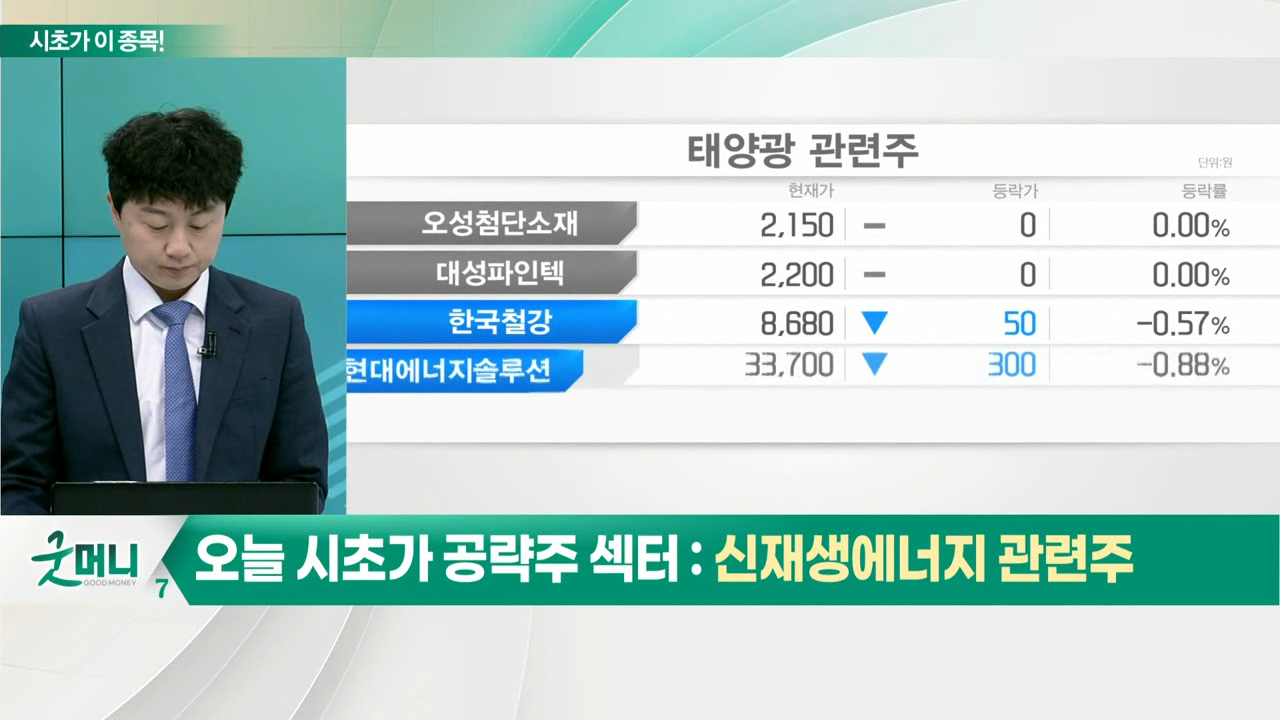 시초가 이 종목!
태양광 관련주
단위:원
현재가 등락가 등락률
오성첨단소재 2,150 0 0.00%
대성파인텍 2,200 0 0.00%
한국철강 8,680 ▼ 50 -0.57%
현대에너지솔루션 33,700 ▼ 300 -0.88%
굿머니
GOOD MONEY
7
오늘 시초가 공략주 섹터 : 신재생에너지 관련주